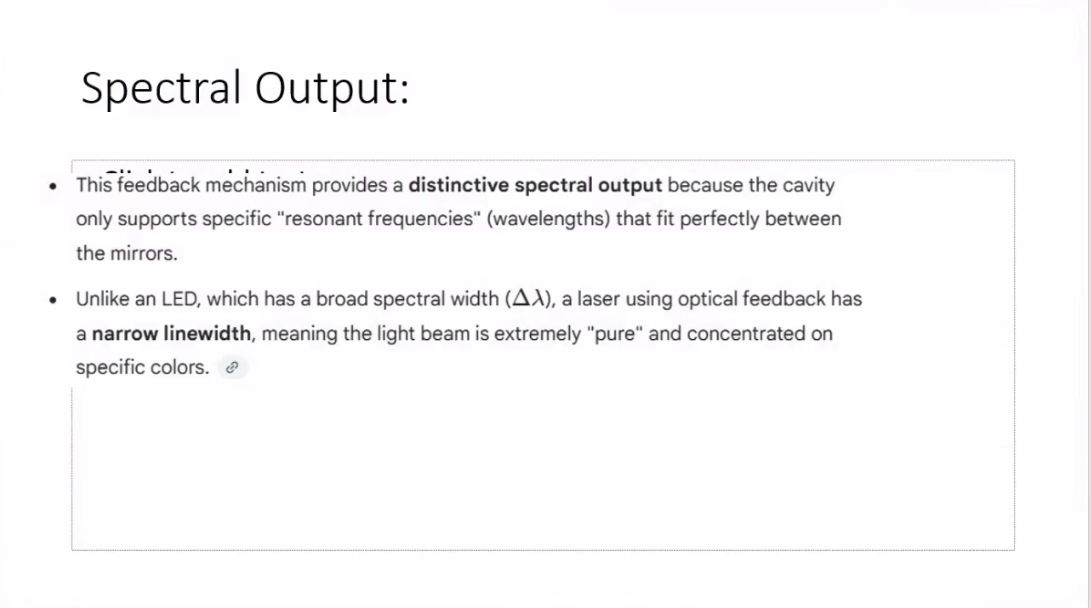 Spectral Output:
• This feedback mechanism provides a distinctive spectral output because the cavity
only supports specific "resonant frequencies" (wavelengths) that fit perfectly between
the mirrors.
• Unlike an LED, which has a broad spectral width (Δλ), a laser using optical feedback has
a narrow linewidth, meaning the light beam is extremely "pure" and concentrated on
specific colors.